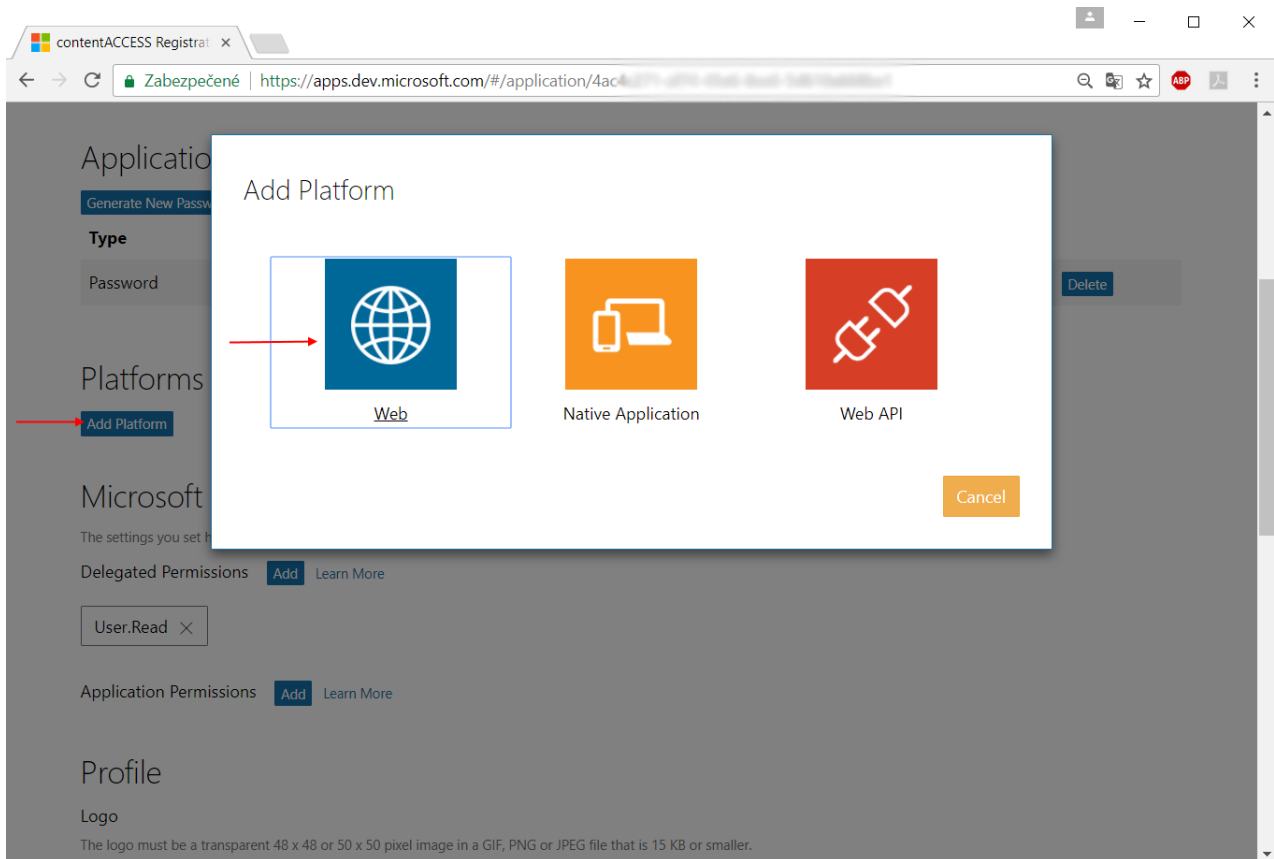 contentACCESS Registrat
Zabezpečené
https://apps.dev.microsoft.com/#/application/4ac
ABP
Applicatio
Generate New Passw
Type
Password
Delete
Add Platform
Web
Native Application
Web API
Cancel
Platforms
Add Platform
Microsoft
The settings you set h
Delegated Permissions Add Learn More
User.Read
Application Permissions Add Learn More
Profile
Logo
The logo must be a transparent 48 x 48 or 50 x 50 pixel image in a GIF, PNG or JPEG file that is 15 KB or smaller.